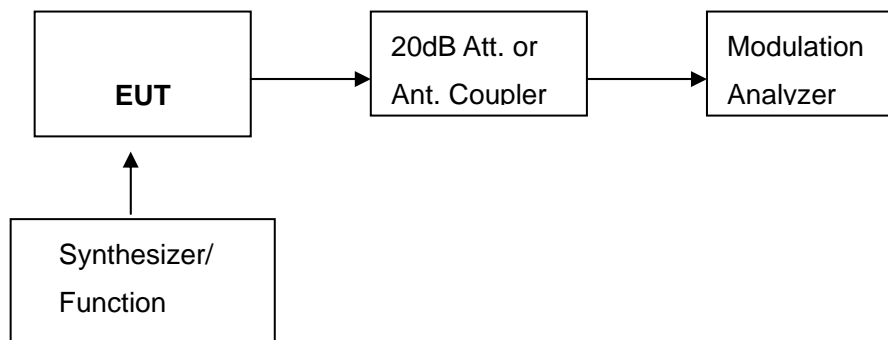 EUT
20dB Att. or
Ant. Coupler
Modulation
Analyzer
Synthesizer/
Function